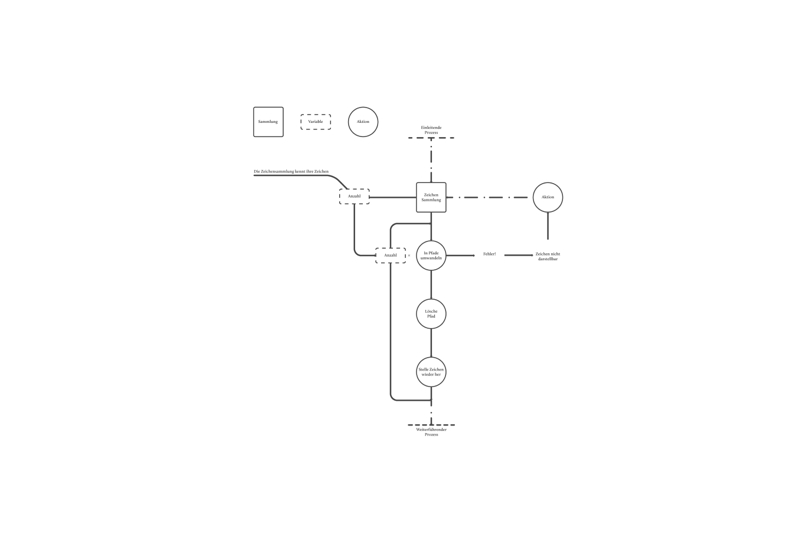 Sammlung
Variable
Aktion
Einleitende
Prozess
Die Zeichensammlung kennt Ihre Zeichen
Anzahl
Zeichen
Sammlung
Aktion
Anzahl
×
In Pfade
umwandeln
Fehler?
Zeichen nicht
darstellbar
Lösche
Pfad
Stelle Zeichen
wieder her
Weiterführender
Prozess